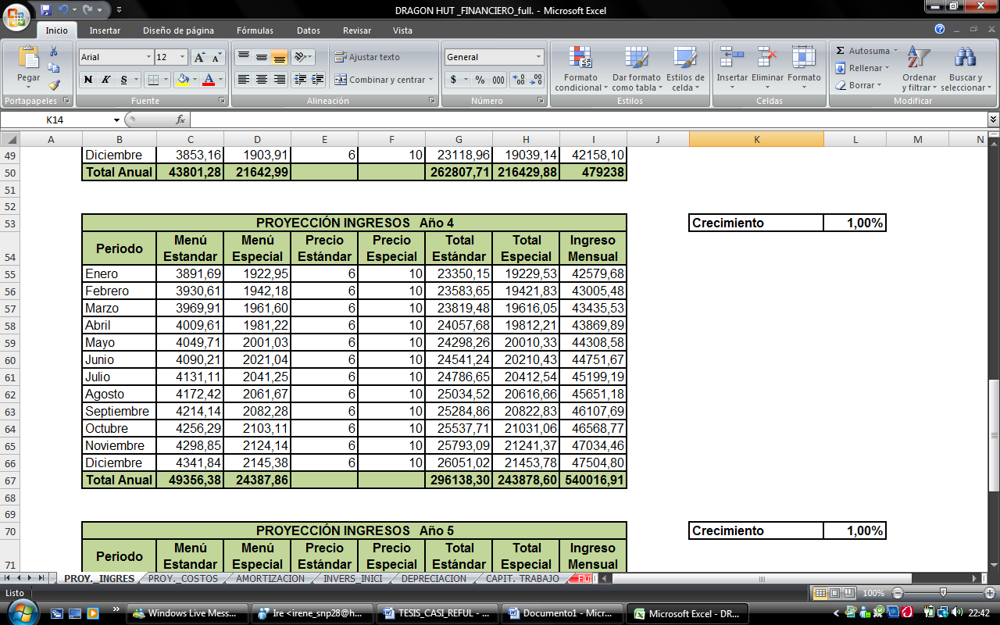 DRAGON HUT _FINANCIERO_full. - Microsoft Excel
Inicio Insertar Diseño de página Fórmulas Datos Revisar Vista
Arial 12 Ajustar texto General Autosuma
Pegar Rellenar
N K S Combinar y centrar $ % 000 Formato condicional Dar formato como tabla Estilos de celda Insertar Eliminar Formato Borrar Ordenar y filtrar Buscar y seleccionar
Portapapeles Fuente Alineación Número Estilos Celdas Modificar
K14 fx
A B C D E F G H I J K L M N
49 Diciembre 3853,16 1903,91 6 10 23118,96 19039,14 42158,10
50 Total Anual 43801,28 21642,99 262807,71 216429,88 479238
51
52
53 PROYECCIÓN INGRESOS Año 4 Crecimiento 1,00%
54 Periodo Menú Estandar Menú Especial Precio Estándar Precio Especial Total Estándar Total Especial Ingreso Mensual
55 Enero 3891,69 1922,95 6 10 23350,15 19229,53 42579,68
56 Febrero 3930,61 1942,18 6 10 23583,65 19421,83 43005,48
57 Marzo 3969,91 1961,60 6 10 23819,48 19616,05 43435,53
58 Abril 4009,61 1981,22 6 10 24057,68 19812,21 43869,89
59 Mayo 4049,71 2001,03 6 10 24298,26 20010,33 44308,58
60 Junio 4090,21 2021,04 6 10 24541,24 20210,43 44751,67
61 Julio 4131,11 2041,25 6 10 24786,65 20412,54 45199,19
62 Agosto 4172,42 2061,67 6 10 25034,52 20616,66 45651,18
63 Septiembre 4214,14 2082,28 6 10 25284,86 20822,83 46107,69
64 Octubre 4256,29 2103,11 6 10 25537,71 21031,06 46568,77
65 Noviembre 4298,85 2124,14 6 10 25793,09 21241,37 47034,46
66 Diciembre 4341,84 2145,38 6 10 26051,02 21453,78 47504,80
67 Total Anual 49356,38 24387,86 296138,30 243878,60 540016,91
68
69
70 PROYECCIÓN INGRESOS Año 5 Crecimiento 1,00%
71 Periodo Menú Estandar Menú Especial Precio Estándar Precio Especial Total Estándar Total Especial Ingreso Mensual
PROY._INGRES PROY._COSTOS AMORTIZACION INVERS_INICI DEPRECIACION CAPIT. TRABAJO
Listo 100%
Windows Live Mess... Ire <irene_snp28@h... TESIS_CASI_REFUL - ... Documento1 - Micr... Microsoft Excel - DR... 22:42